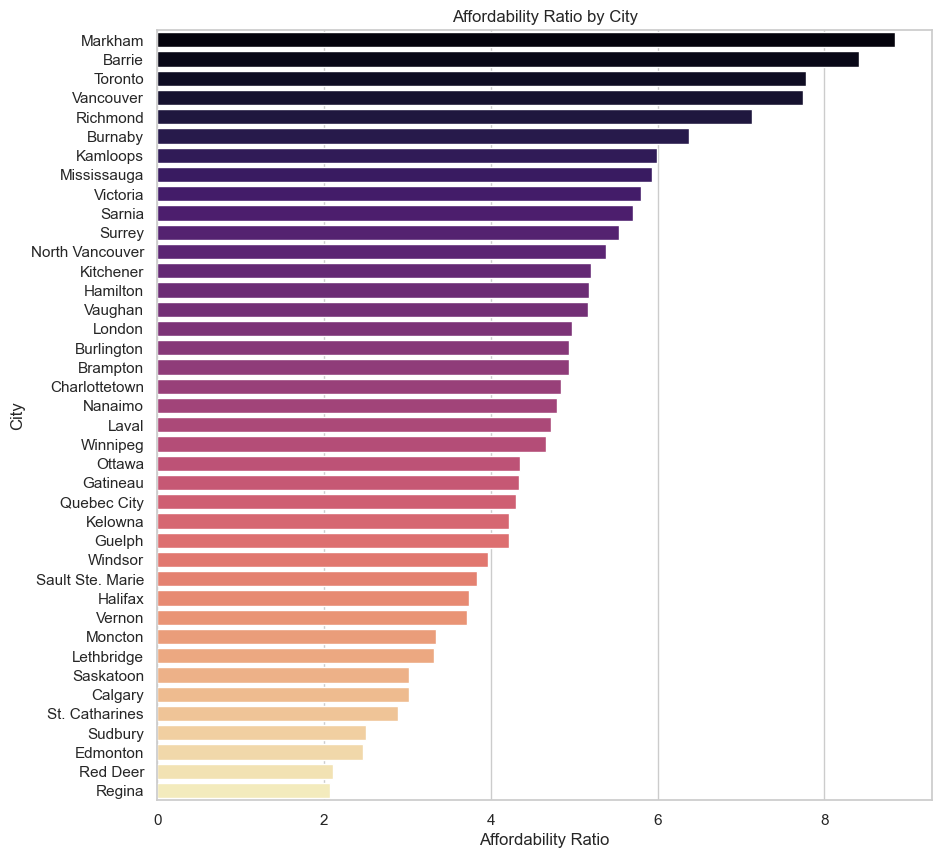 Affordability Ratio by City
City
Markham
Barrie
Toronto
Vancouver
Richmond
Burnaby
Kamloops
Mississauga
Victoria
Sarnia
Surrey
North Vancouver
Kitchener
Hamilton
Vaughan
London
Burlington
Brampton
Charlottetown
Nanaimo
Laval
Winnipeg
Ottawa
Gatineau
Quebec City
Kelowna
Guelph
Windsor
Sault Ste. Marie
Halifax
Vernon
Moncton
Lethbridge
Saskatoon
Calgary
St. Catharines
Sudbury
Edmonton
Red Deer
Regina
0 2 4 6 8
Affordability Ratio